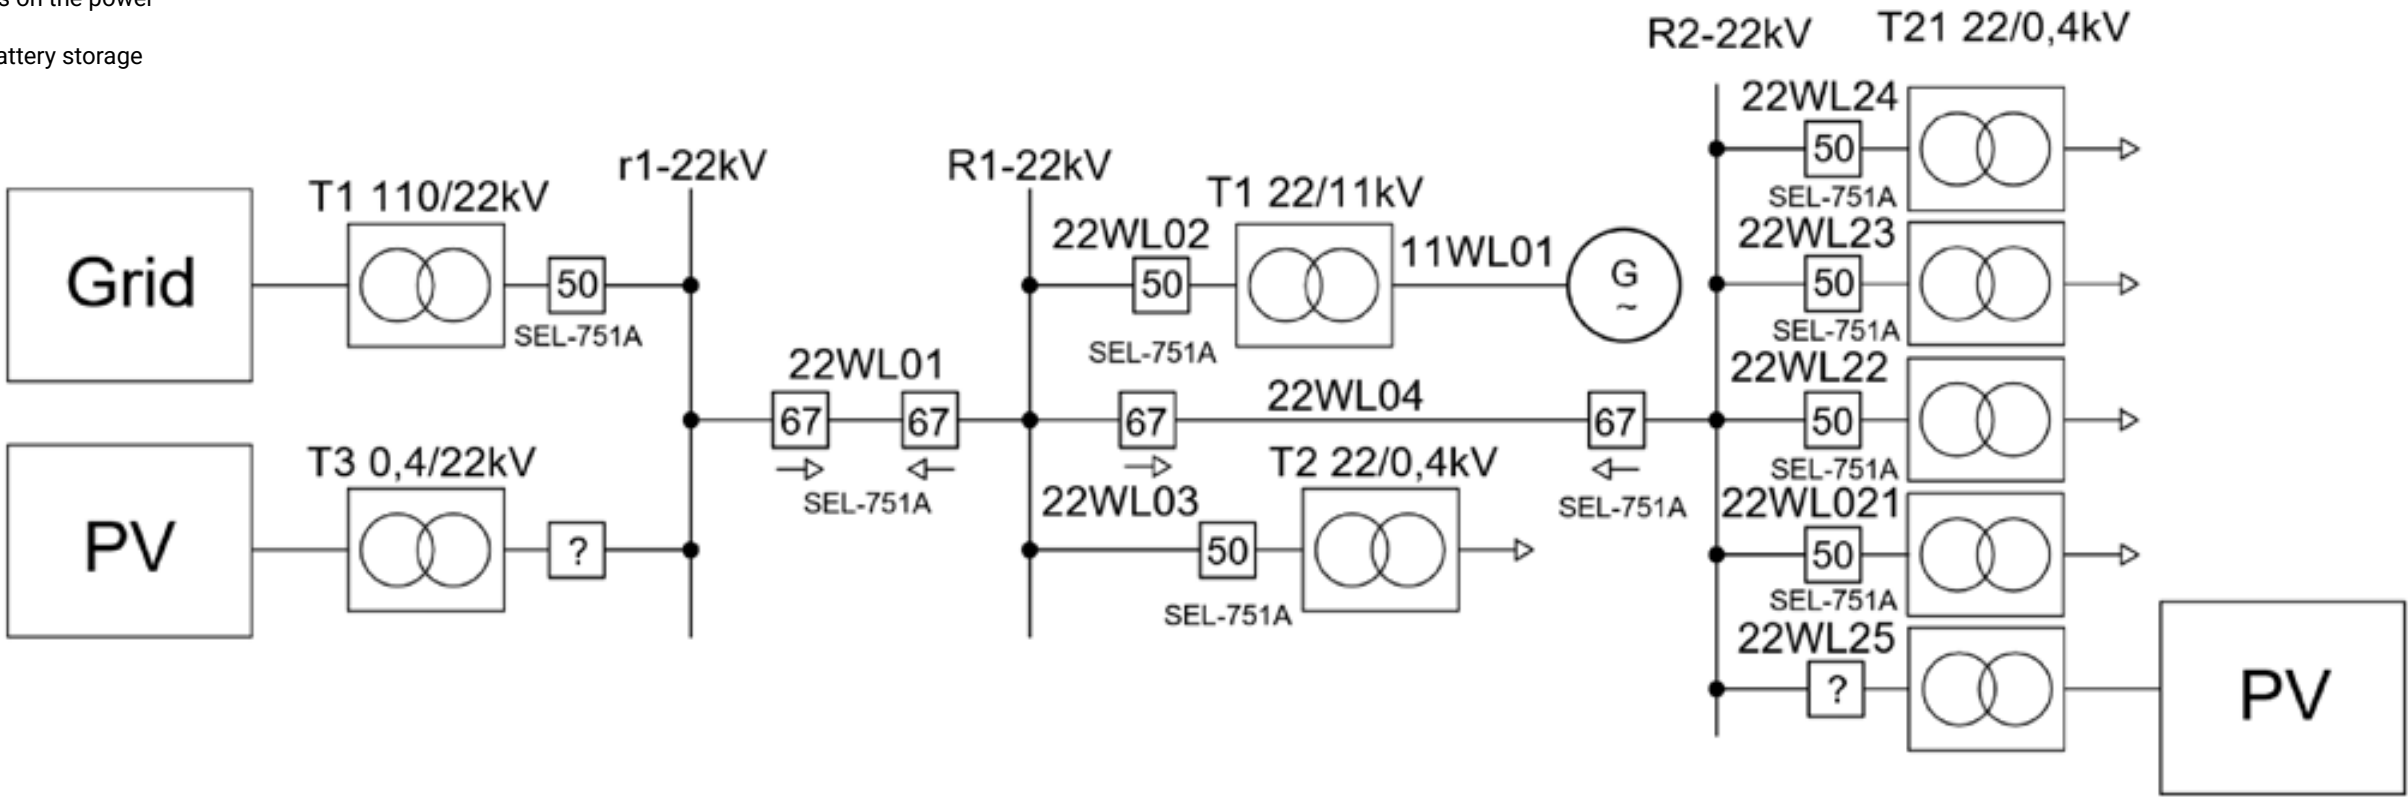 s on the power
attery storage
R2-22kV
T21 22/0,4kV
22WL24
50
SEL-751A
r1-22kV
R1-22kV
T1 110/22kV
T1 22/11kV
Grid
50
SEL-751A
22WL02
50
SEL-751A
11WL01
G
~
22WL23
50
SEL-751A
22WL01
67
67
SEL-751A
67
22WL04
67
SEL-751A
22WL22
50
SEL-751A
PV
T3 0,4/22kV
?
22WL03
50
SEL-751A
T2 22/0,4kV
22WL021
50
SEL-751A
22WL25
?
PV